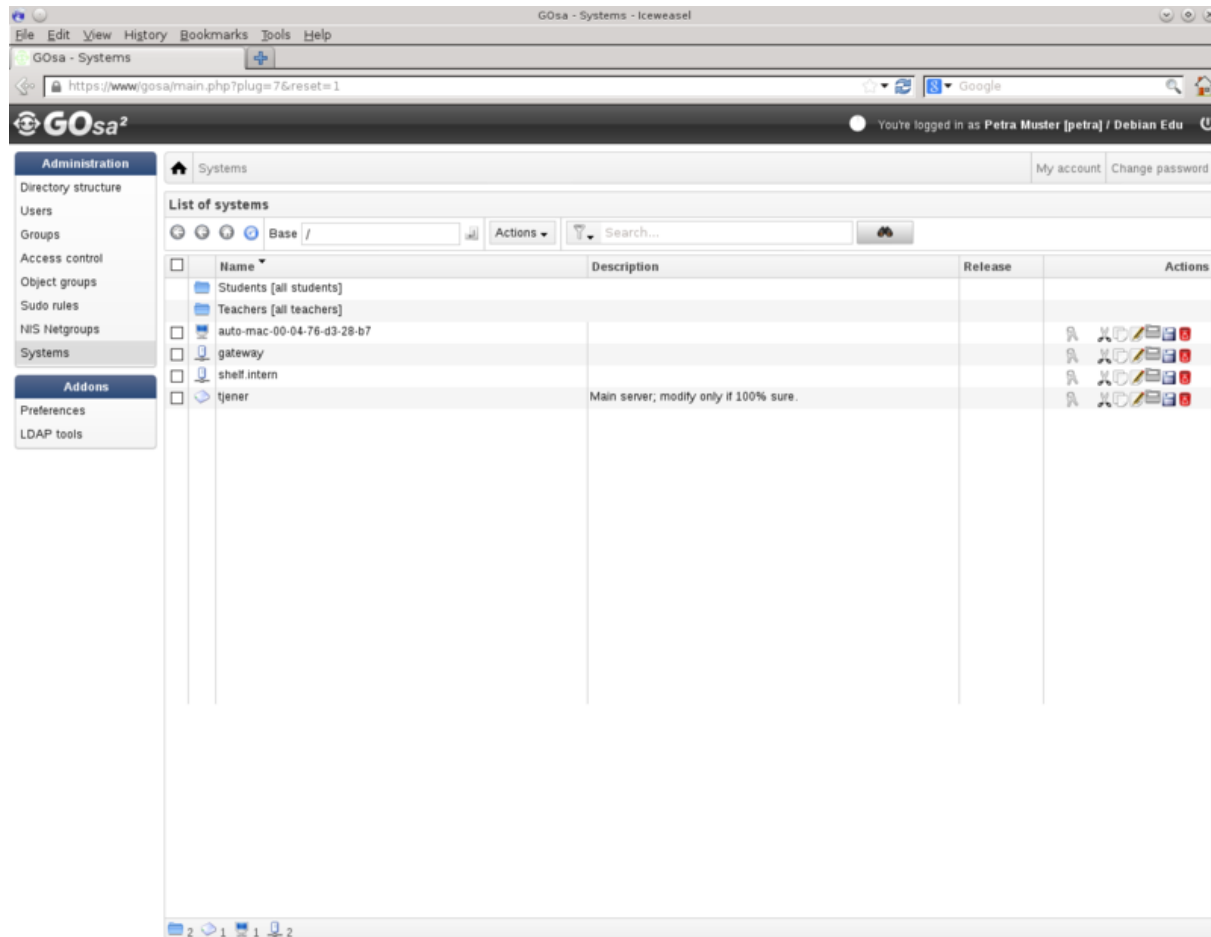 GOsa - Systems - Iceweasel
File Edit View History Bookmarks Tools Help
GOsa - Systems
https://www/gosa/main.php?plug=7&reset=1
Google
GOsa²
You're logged in as Petra Muster [petra] / Debian Edu
Administration
Directory structure
Users
Groups
Access control
Object groups
Sudo rules
NIS Netgroups
Systems
Addons
Preferences
LDAP tools
Systems
My account Change password
List of systems
Base /
Actions
Search...
Name Description Release Actions
Students [all students]
Teachers [all teachers]
auto-mac-00-04-76-d3-28-b7
gateway
shelf.intern
tjener Main server; modify only if 100% sure.
2 1 1 2